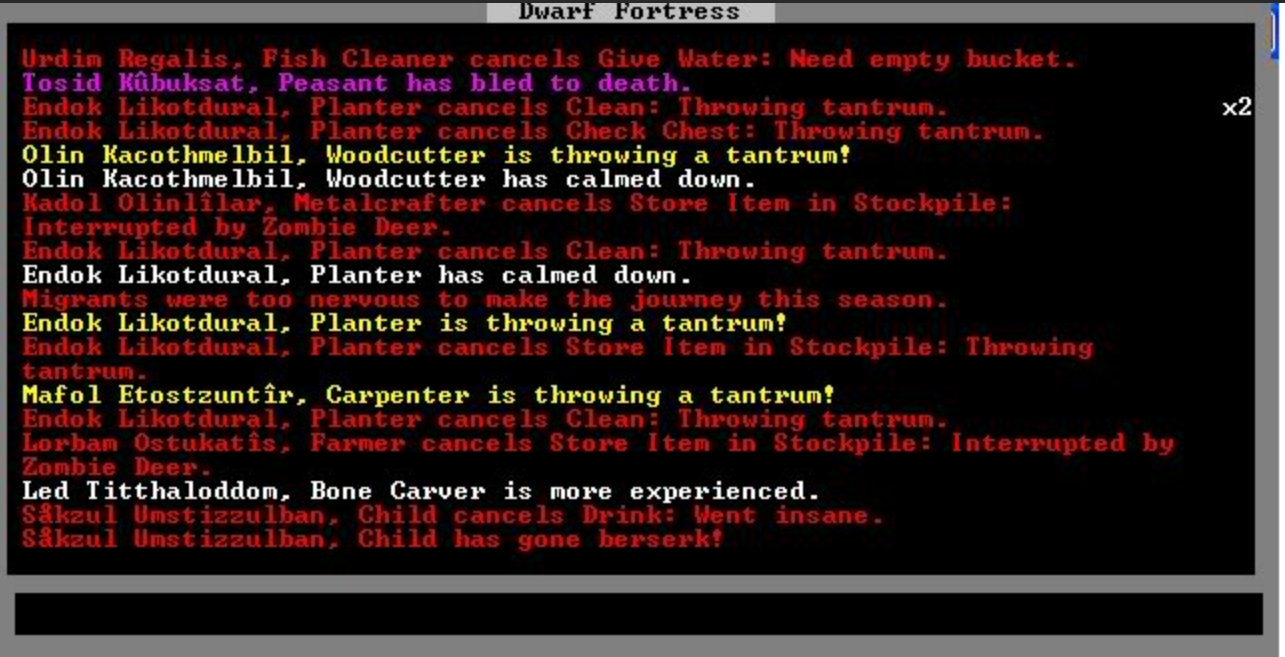 Dwarf Fortress
Urdim Regalis, Fish Cleaner cancels Give Water: Need empty bucket.
Tosid Kûbuksat, Peasant has bled to death.
Endok Likotdural, Planter cancels Clean: Throwing tantrum. x2
Endok Likotdural, Planter cancels Check Chest: Throwing tantrum.
Olin Kacothmelbil, Woodcutter is throwing a tantrum!
Olin Kacothmelbil, Woodcutter has calmed down.
Kadol Olinlîlar, Metalcrafter cancels Store Item in Stockpile:
Interrupted by Zombie Deer.
Endok Likotdural, Planter cancels Clean: Throwing tantrum.
Endok Likotdural, Planter has calmed down.
Migrants were too nervous to make the journey this season.
Endok Likotdural, Planter is throwing a tantrum!
Endok Likotdural, Planter cancels Store Item in Stockpile: Throwing
tantrum.
Mafol Etostzuntîr, Carpenter is throwing a tantrum!
Endok Likotdural, Planter cancels Clean: Throwing tantrum.
Lorbam Ostukatîs, Farmer cancels Store Item in Stockpile: Interrupted by
Zombie Deer.
Led Titthaloddom, Bone Carver is more experienced.
Såkzul Umstizzulban, Child cancels Drink: Went insane.
Såkzul Umstizzulban, Child has gone berserk!